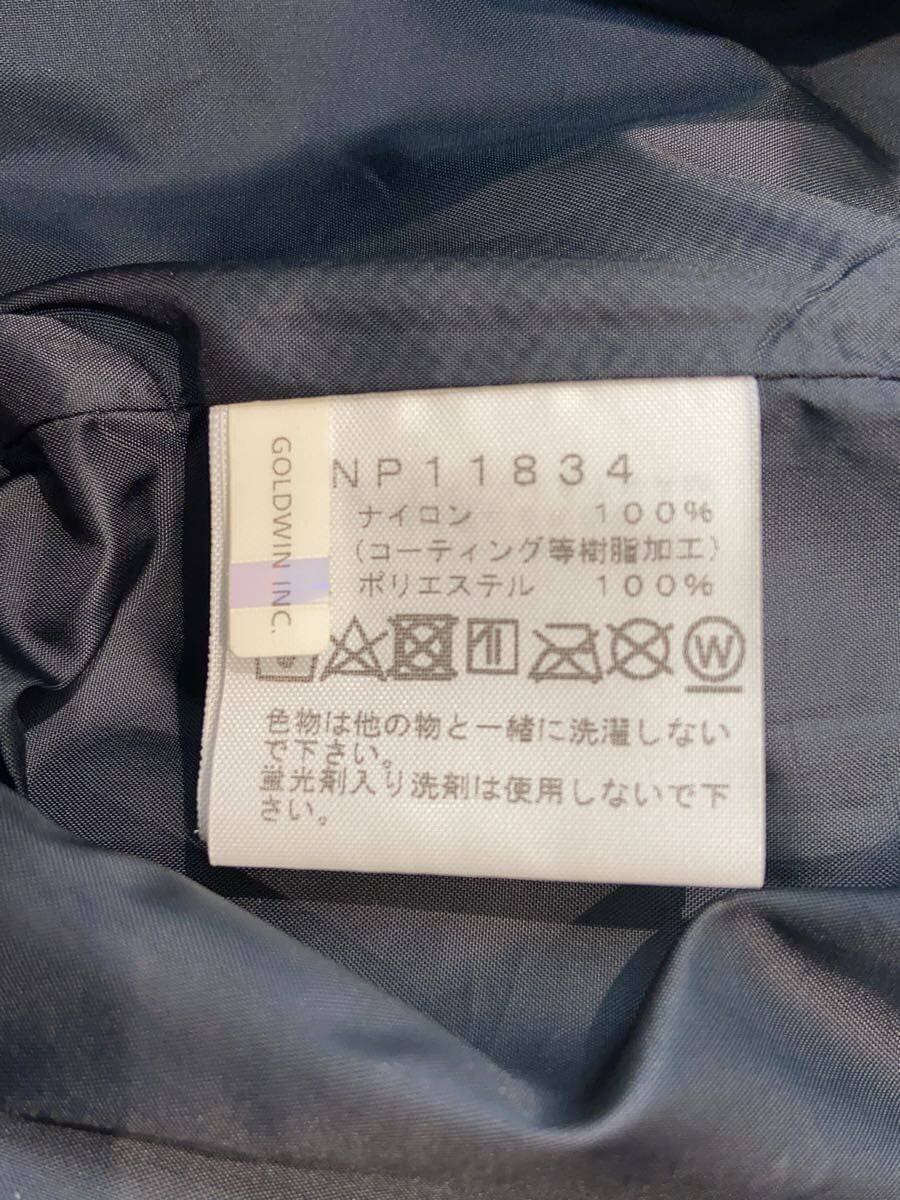 GOLDWIN INC.
NP11834
ナイロン 100%
(コーティング等樹脂加工)
ポリエステル 100%
W
色物は他の物と一緒に洗濯しない
で下さい。
蛍光剤入り洗剤は使用しないで下
さい。